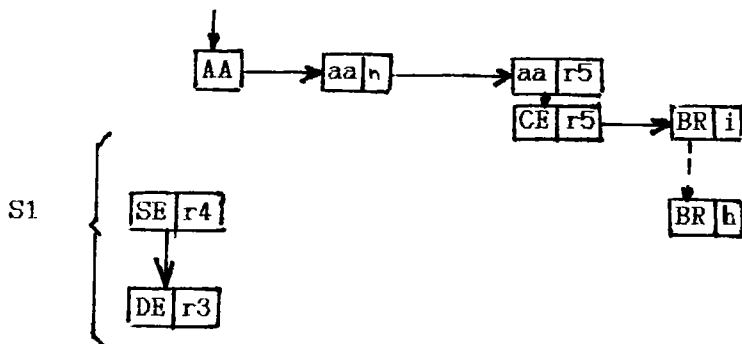 AA aa n aa r5
CE r5 BR i
S1 SE r4 BR h
DE r3